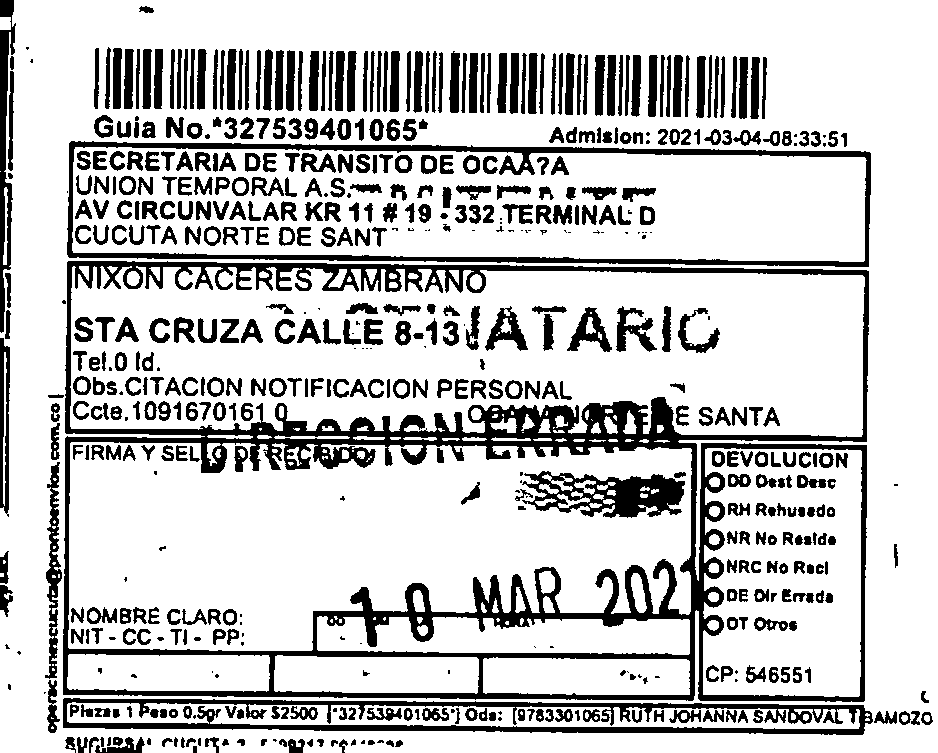 Guia No.*327539401065*
Admision: 2021-03-04-08:33:51
SECRETARIA DE TRANSITO DE OCAÃ?A
UNION TEMPORAL A.S.
AV CIRCUNVALAR KR 11 # 19 - 332 TERMINAL D
CUCUTA NORTE DE SANT
NIXON CACERES ZAMBRANO
STA CRUZA CALLE 8-13
NATARIO
Tel.0 Id.
Obs.CITACION NOTIFICACION PERSONAL
Ccte.1091670161 0 OCANA NORTE DE SANTA
DIRECCION ERRADA
FIRMA Y SELLO DE RECIBIDO:
DEVOLUCION
DD Dest Desc
RH Rehusado
NR No Reside
NRC No Recl
DE Dir Errada
OT Otros
10 MAR 2021
NOMBRE CLARO:
NIT - CC - TI - PP:
HORA
CP: 546551
operacionescucuta@prontoenvios.com.co
Piezas 1 Peso 0.5gr Valor $2500 [*327539401065*] Ods: [9783301065] RUTH JOHANNA SANDOVAL TIBAMOZO